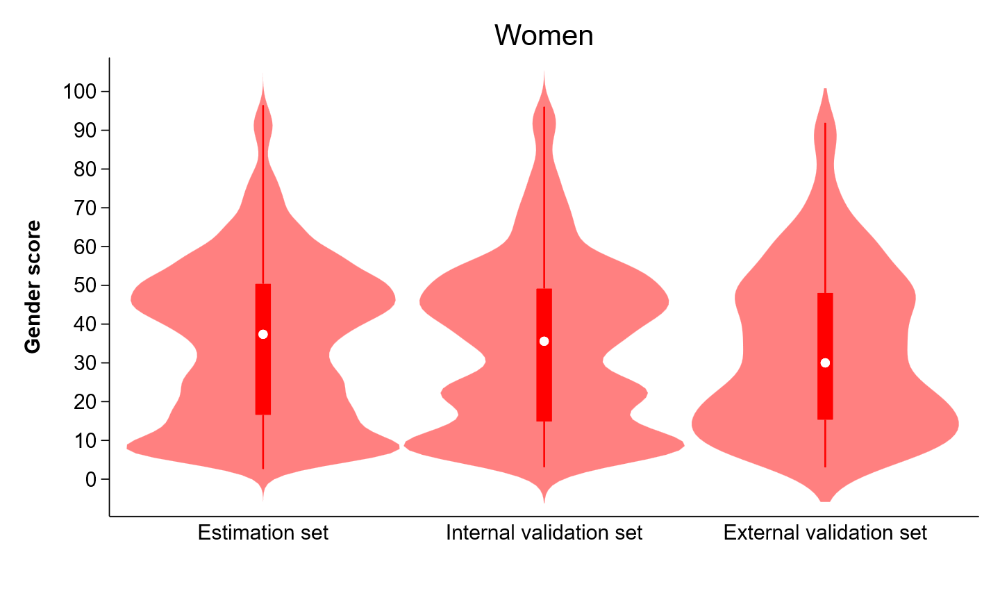 Women
Gender score
100
90
80
70
60
50
40
30
20
10
0
Estimation set
Internal validation set
External validation set